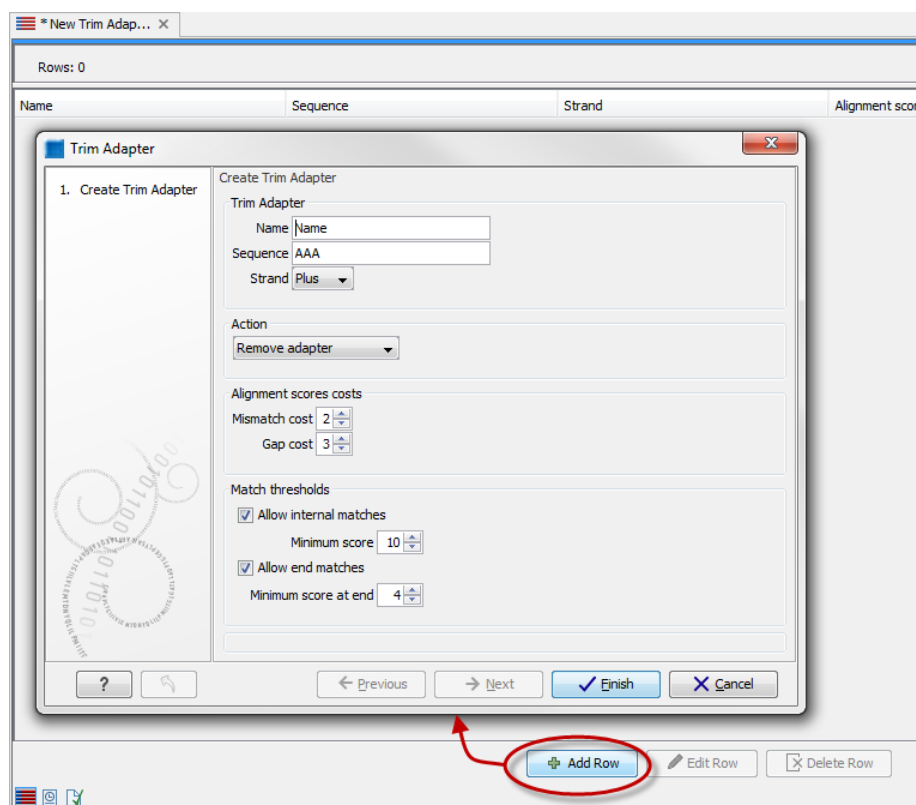 * New Trim Adap...
Rows: 0
Name Sequence Strand Alignment scor
Trim Adapter
1. Create Trim Adapter
Create Trim Adapter
Trim Adapter
Name Name
Sequence AAA
Strand Plus
Action
Remove adapter
Alignment scores costs
Mismatch cost 2
Gap cost 3
Match thresholds
Allow internal matches
Minimum score 10
Allow end matches
Minimum score at end 4
? Previous Next Finish Cancel
Add Row Edit Row Delete Row